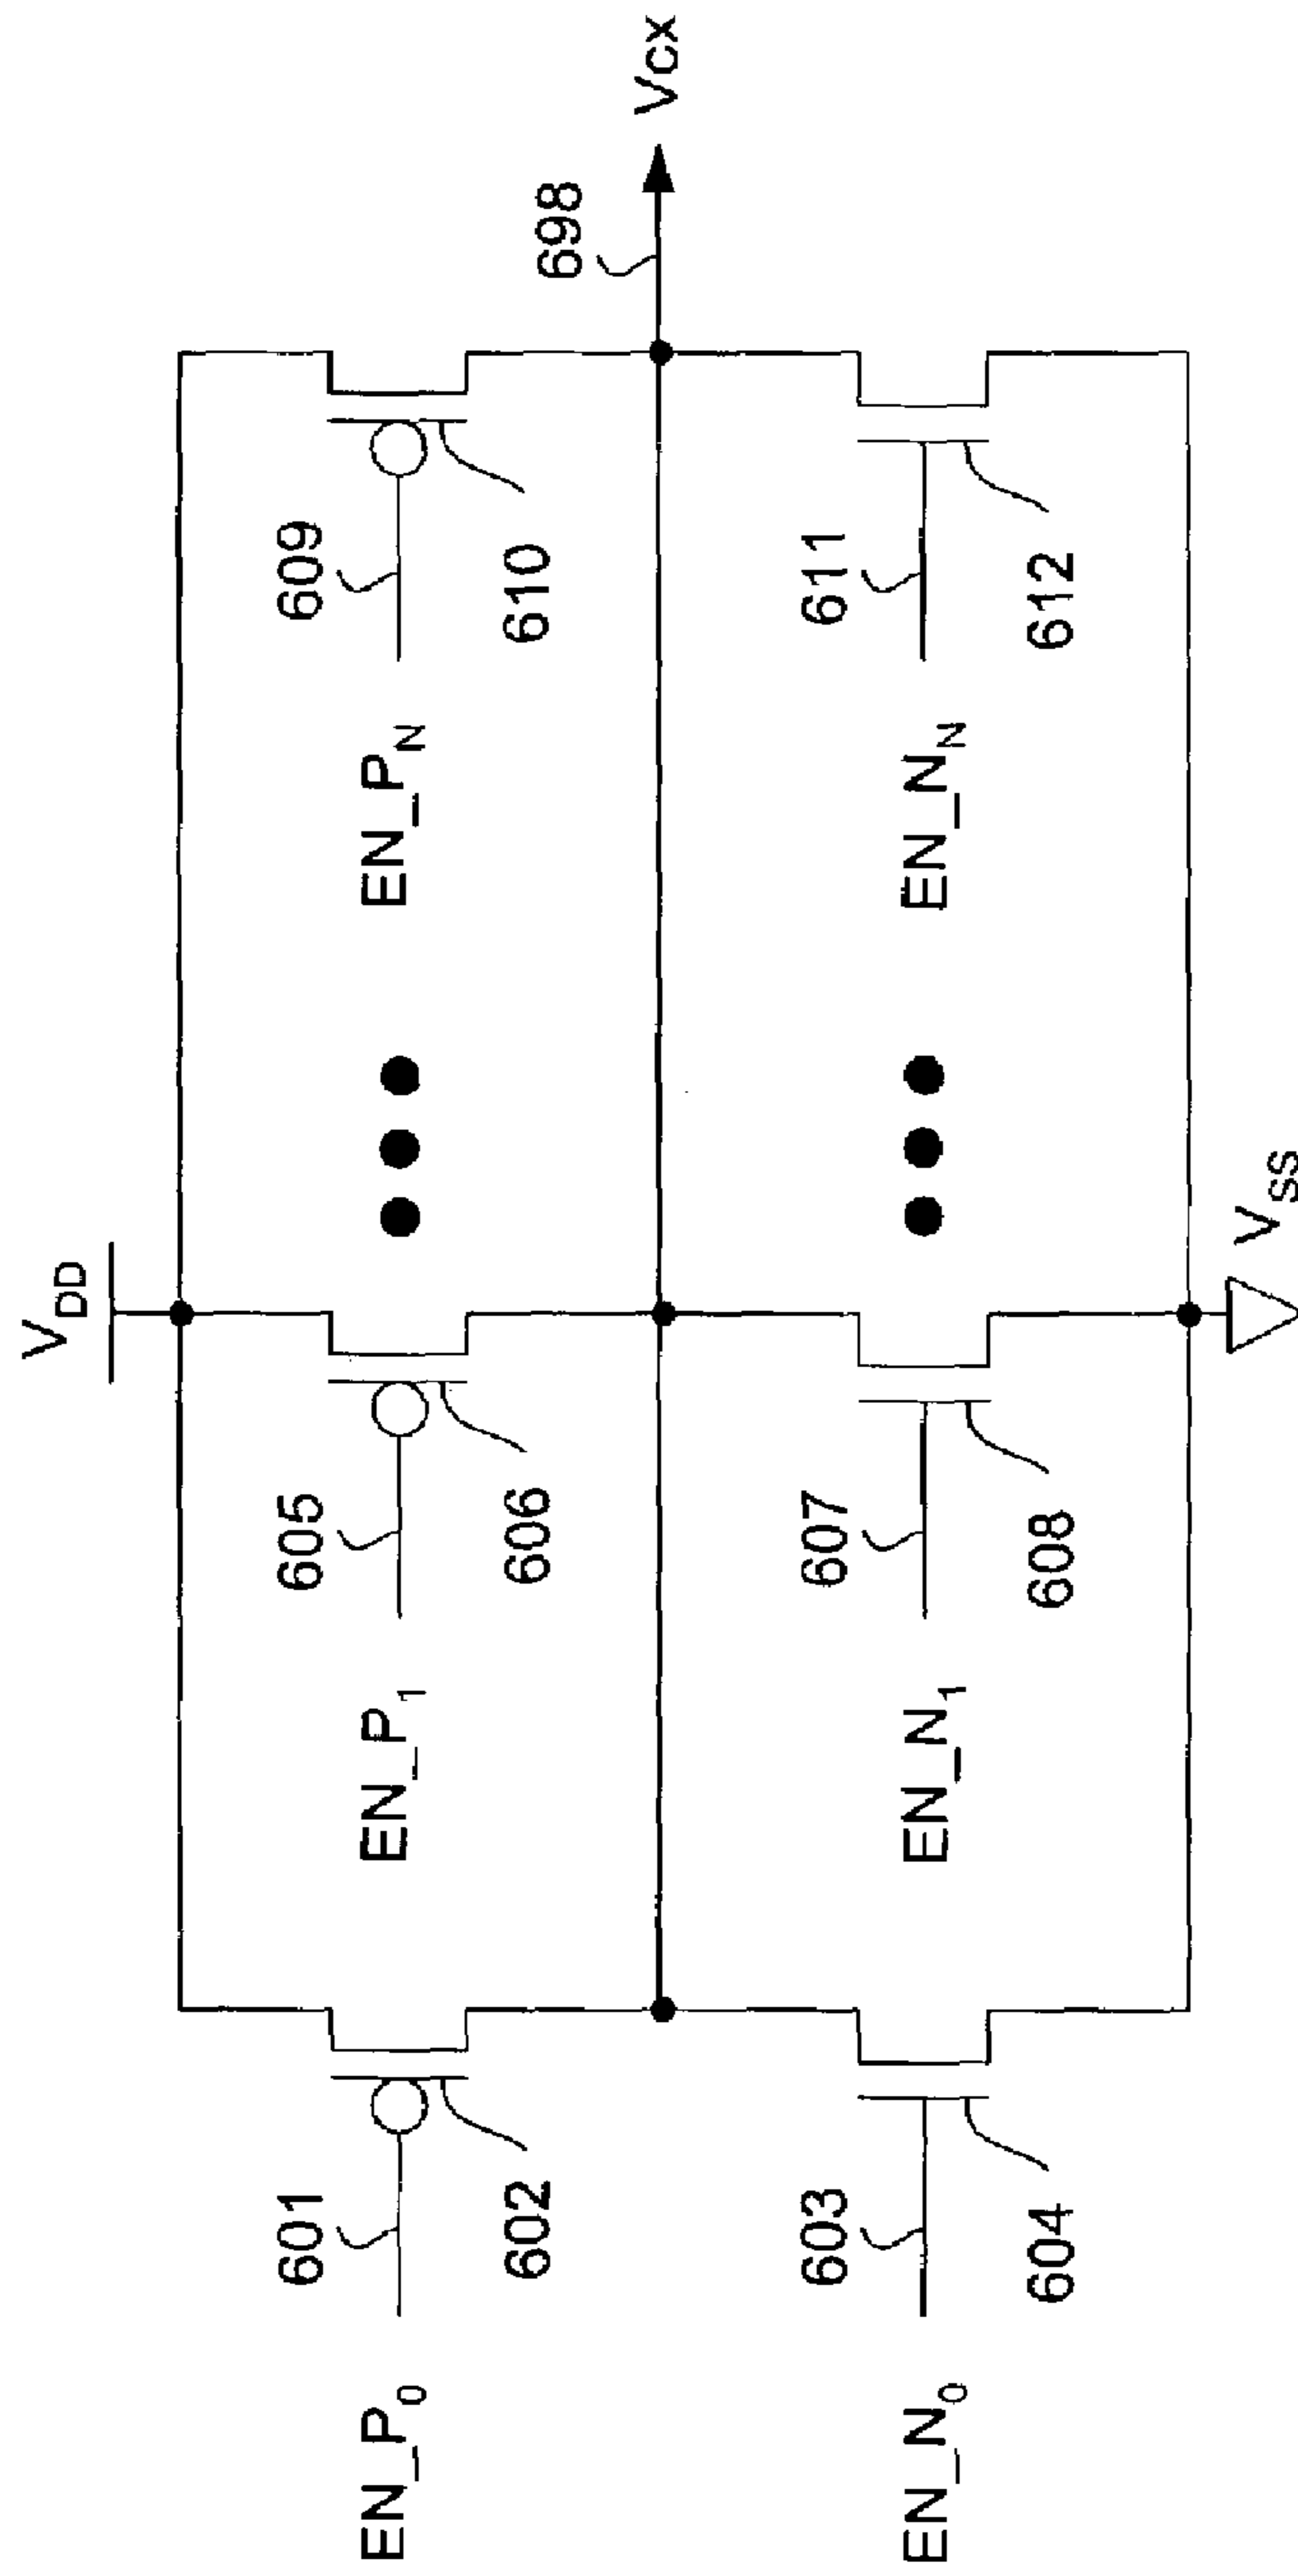 V_DD
601
605
609
EN_P_0
EN_P_1
EN_P_N
602
606
610
698
Vcx
603
607
611
EN_N_0
EN_N_1
EN_N_N
604
608
612
V_SS